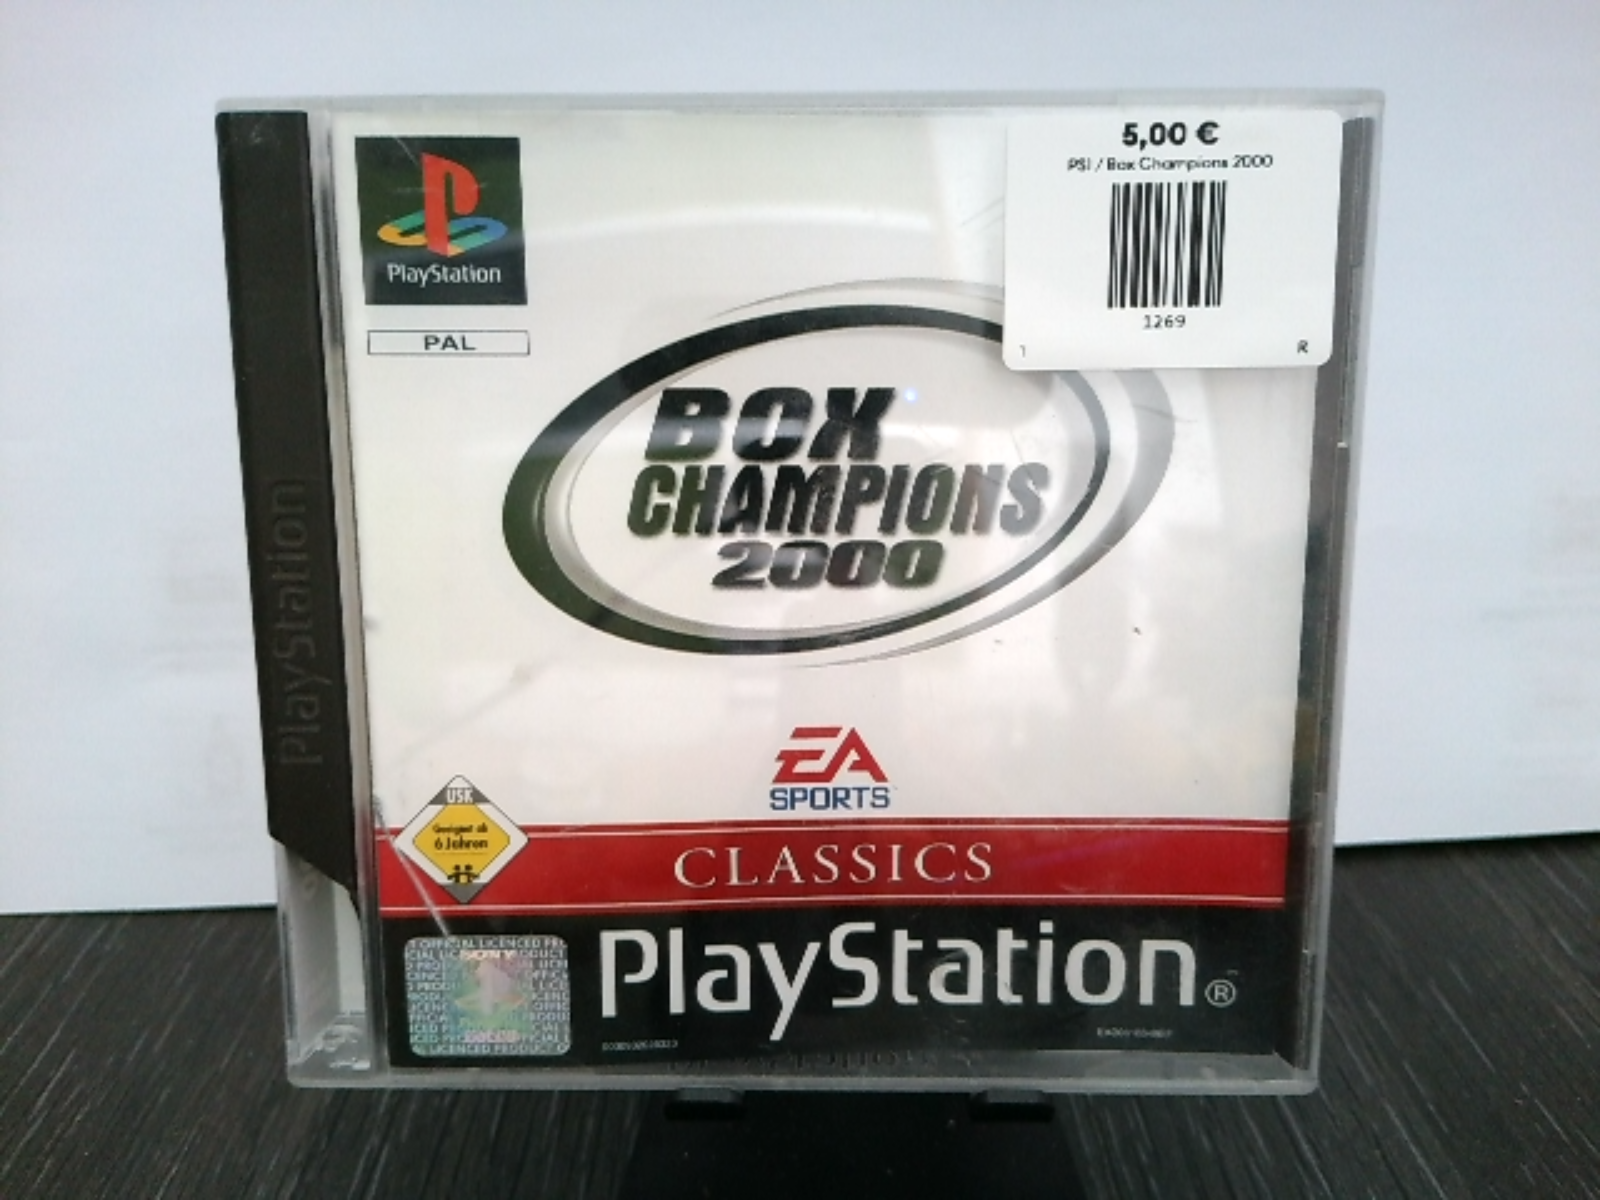 5,00 €
PS1 / Box Champions 2000
1269
1
R
PlayStation
PAL
BOX
CHAMPIONS
2000
PlayStation
EA
SPORTS
USK
Geeignet ab
6 Jahren
CLASSICS
SONY
PlayStation®